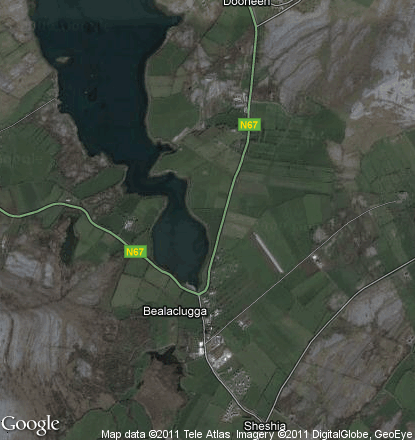 Dooneen
N67
N67
Bealaclugga
Sheshia
Google
Map data ©2011 Tele Atlas Imagery ©2011 DigitalGlobe, GeoEye